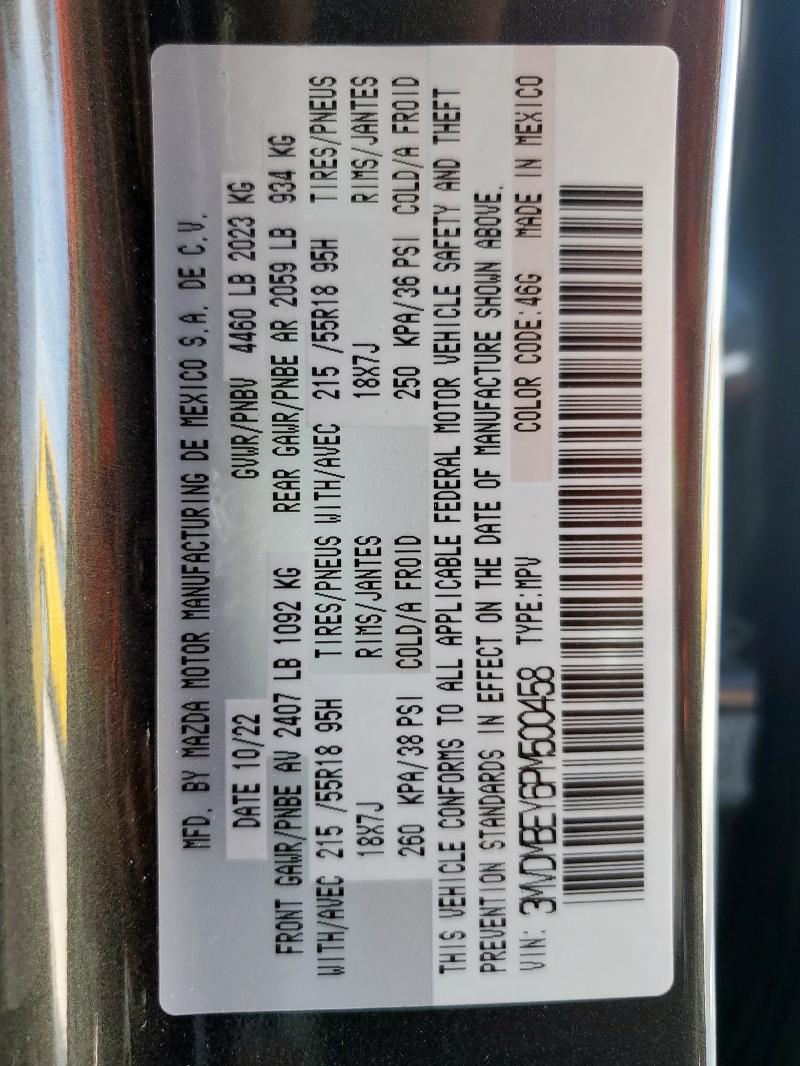 MFD. BY MAZDA MOTOR MANUFACTURING DE MEXICO S.A. DE C.V.
DATE 10/22 GVWR/PNBV 4460 LB 2023 KG
FRONT GAWR/PNBE AV 2407 LB 1092 KG REAR GAWR/PNBE AR 2059 LB 934 KG
WITH/AVEC 215 /55R18 95H TIRES/PNEUS WITH/AVEC 215 /55R18 95H TIRES/PNEUS
18X7J RIMS/JANTES 18X7J RIMS/JANTES
260 KPA/38 PSI COLD/A FROID 250 KPA/36 PSI COLD/A FROID
THIS VEHICLE CONFORMS TO ALL APPLICABLE FEDERAL MOTOR VEHICLE SAFETY AND THEFT
PREVENTION STANDARDS IN EFFECT ON THE DATE OF MANUFACTURE SHOWN ABOVE.
VIN: 3MVDMBEY6PM500458 TYPE:MPV COLOR CODE:46G MADE IN MEXICO